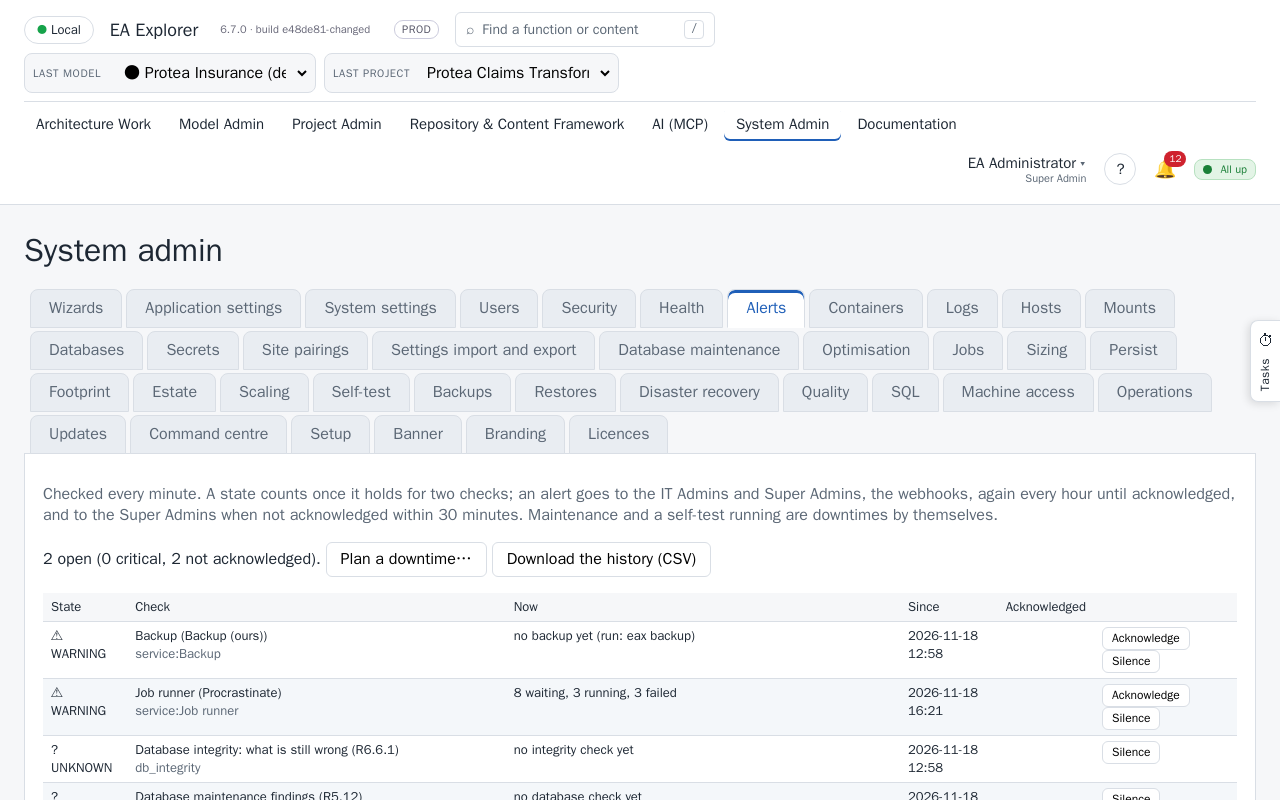 Local EA Explorer 6.7.0 · build e48de81-changed PROD ⌕ Find a function or content /
LAST MODEL Protea Insurance (de LAST PROJECT Protea Claims Transfor
Architecture Work Model Admin Project Admin Repository & Content Framework AI (MCP) System Admin Documentation
EA Administrator ▾ ? 12 All up
Super Admin
System admin
Wizards Application settings System settings Users Security Health Alerts Containers Logs Hosts Mounts
Databases Secrets Site pairings Settings import and export Database maintenance Optimisation Jobs Sizing Persist
Footprint Estate Scaling Self-test Backups Restores Disaster recovery Quality SQL Machine access Operations
Updates Command centre Setup Banner Branding Licences
Tasks
Checked every minute. A state counts once it holds for two checks; an alert goes to the IT Admins and Super Admins, the webhooks, again every hour until acknowledged,
and to the Super Admins when not acknowledged within 30 minutes. Maintenance and a self-test running are downtimes by themselves.
2 open (0 critical, 2 not acknowledged). Plan a downtime… Download the history (CSV)
State Check Now Since Acknowledged
⚠ Backup (Backup (ours)) no backup yet (run: eax backup) 2026-11-18 Acknowledge
WARNING service:Backup 12:58 Silence
⚠ Job runner (Procrastinate) 8 waiting, 3 running, 3 failed 2026-11-18 Acknowledge
WARNING service:Job runner 16:21 Silence
? Database integrity: what is still wrong (R6.6.1) no integrity check yet 2026-11-18 Silence
UNKNOWN db_integrity 12:58
? Database maintenance findings (R5.12) no database check yet 2026-11-18 Silence